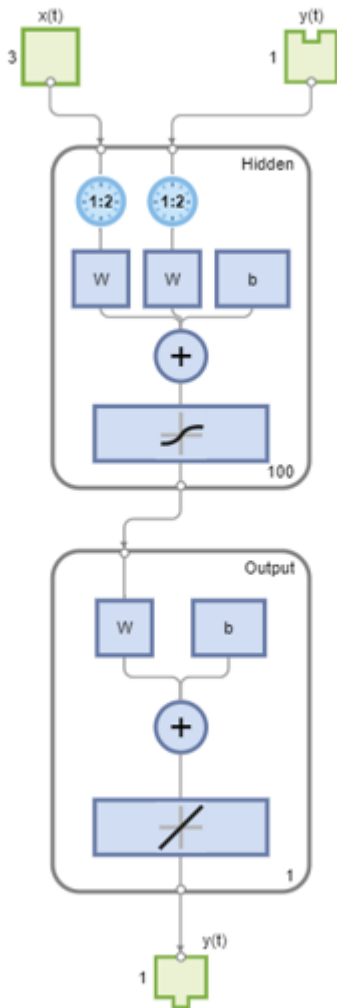 x(t)
y(t)
3
1
Hidden
1:2
1:2
W
W
b
+
100
Output
W
b
+
1
y(t)
1